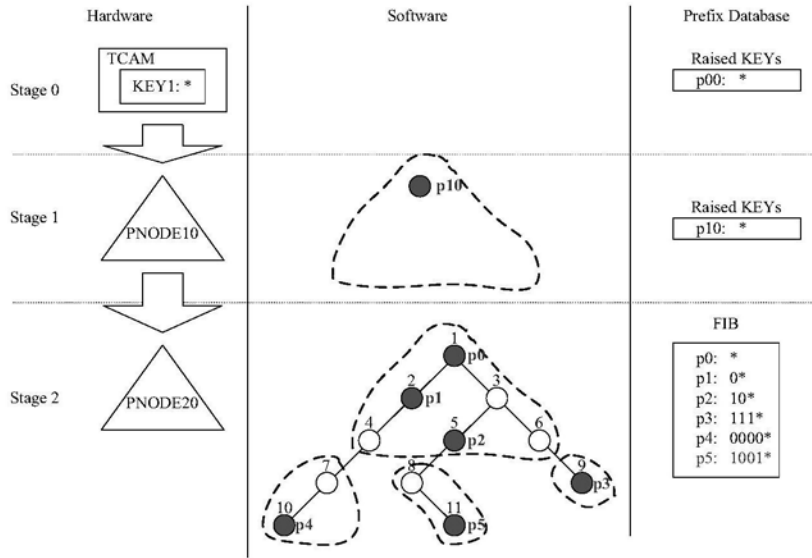 Hardware
Software
Prefix Database
Stage 0
TCAM
KEY1: *
Raised KEYs
p00: *
Stage 1
PNODE10
p10
Raised KEYs
p10: *
Stage 2
PNODE20
1
p0
2
p1
3
4
5
p2
6
7
8
9
p3
10
p4
11
p5
FIB
p0: *
p1: 0*
p2: 10*
p3: 111*
p4: 0000*
p5: 1001*